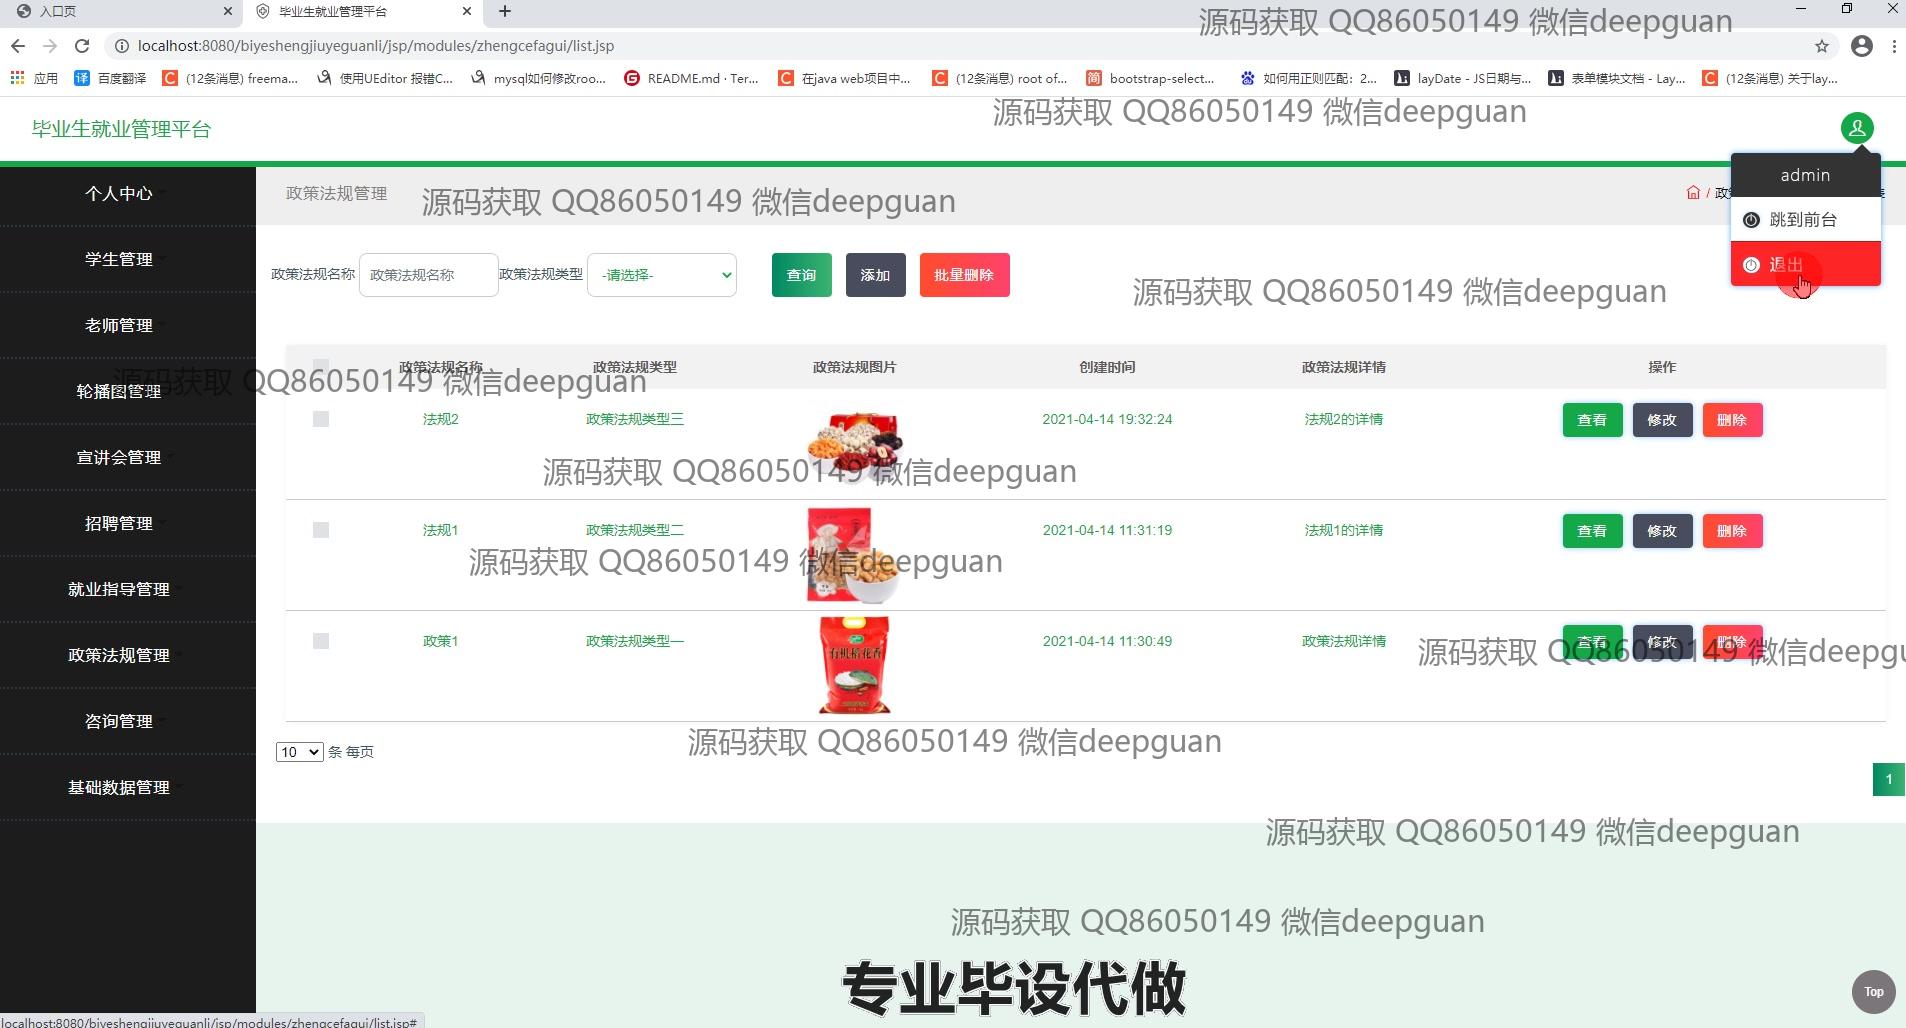 入口页
毕业生就业管理平台
源码获取 QQ86050149 微信deepguan
localhost:8080/biyeshengjiuyeguanli/jsp/modules/zhengcefagui/list.jsp
应用
百度翻译
(12条消息) freema...
使用UEditor 报错C...
mysql如何修改roo...
README.md · Ter...
在java web项目中...
(12条消息) root of...
bootstrap-select...
如何用正则匹配：2...
layDate - JS日期与...
表单模块文档 - Lay...
(12条消息) 关于lay...
源码获取 QQ86050149 微信deepguan
毕业生就业管理平台
admin
跳到前台
退出
个人中心
学生管理
老师管理
轮播图管理
宣讲会管理
招聘管理
就业指导管理
政策法规管理
咨询管理
基础数据管理
政策法规管理
源码获取 QQ86050149 微信deepguan
/ 政
政策法规名称
政策法规名称
政策法规类型
-请选择-
查询
添加
批量删除
源码获取 QQ86050149 微信deepguan
政策法规名称 政策法规类型 政策法规图片 创建时间 政策法规详情 操作
源码获取 QQ86050149 微信deepguan
法规2 政策法规类型三 2021-04-14 19:32:24 法规2的详情 查看 修改 删除
源码获取 QQ86050149 微信deepguan
法规1 政策法规类型二 2021-04-14 11:31:19 法规1的详情 查看 修改 删除
源码获取 QQ86050149 微信deepguan
政策1 政策法规类型一 2021-04-14 11:30:49 政策法规详情 查看 修改 删除
有机稻花香
源码获取 QQ86050149 微信deepgu
源码获取 QQ86050149 微信deepguan
10 条 每页
1
源码获取 QQ86050149 微信deepguan
源码获取 QQ86050149 微信deepguan
专业毕设代做
Top
localhost:8080/biyeshengjiuyeguanli/jsp/modules/zhengcefagui/list.jsp#